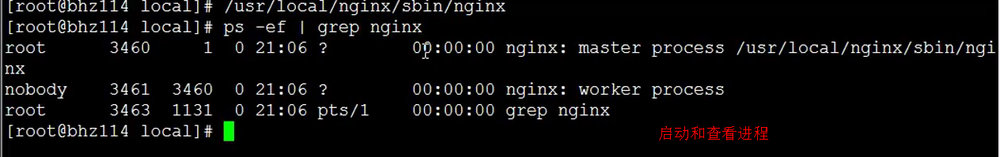 [root@bhz114 local]# /usr/local/nginx/sbin/nginx
[root@bhz114 local]# ps -ef | grep nginx
root      3460     1  0 21:06 ?        00:00:00 nginx: master process /usr/local/nginx/sbin/ngi
nx
nobody    3461  3460  0 21:06 ?        00:00:00 nginx: worker process
root      3463  1131  0 21:06 pts/1    00:00:00 grep nginx
[root@bhz114 local]#
启动和查看进程